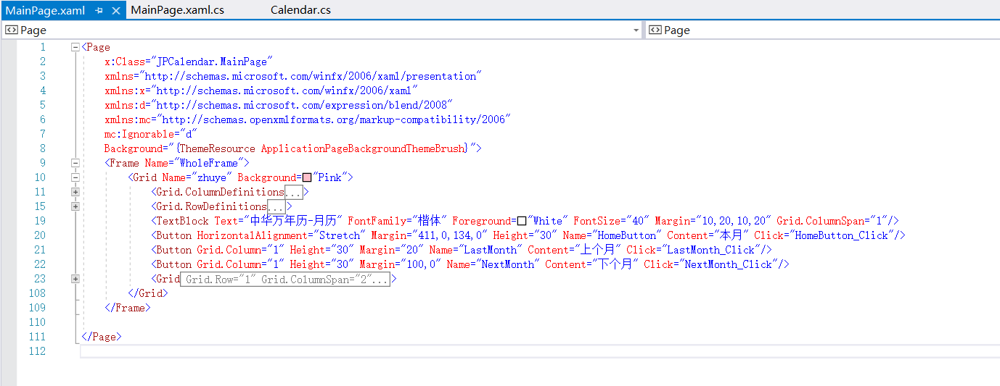 MainPage.xaml MainPage.xaml.cs Calendar.cs
Page Page
1 <Page
2 x:Class="JPCalendar.MainPage"
3 xmlns="http://schemas.microsoft.com/winfx/2006/xaml/presentation"
4 xmlns:x="http://schemas.microsoft.com/winfx/2006/xaml"
5 xmlns:d="http://schemas.microsoft.com/expression/blend/2008"
6 xmlns:mc="http://schemas.openxmlformats.org/markup-compatibility/2006"
7 mc:Ignorable="d"
8 Background="{ThemeResource ApplicationPageBackgroundThemeBrush}">
9 <Frame Name="WholeFrame">
10 <Grid Name="zhuye" Background="Pink">
11 <Grid.ColumnDefinitions...>
15 <Grid.RowDefinitions...>
19 <TextBlock Text="中华万年历-月历" FontFamily="楷体" Foreground="White" FontSize="40" Margin="10,20,10,20" Grid.ColumnSpan="1"/>
20 <Button HorizontalAlignment="Stretch" Margin="411,0,134,0" Height="30" Name="HomeButton" Content="本月" Click="HomeButton_Click"/>
21 <Button Grid.Column="1" Height="30" Margin="20" Name="LastMonth" Content="上个月" Click="LastMonth_Click"/>
22 <Button Grid.Column="1" Height="30" Margin="100,0" Name="NextMonth" Content="下个月" Click="NextMonth_Click"/>
23 <Grid Grid.Row="1" Grid.ColumnSpan="2"...>
108 </Grid>
109 </Frame>
110
111 </Page>
112